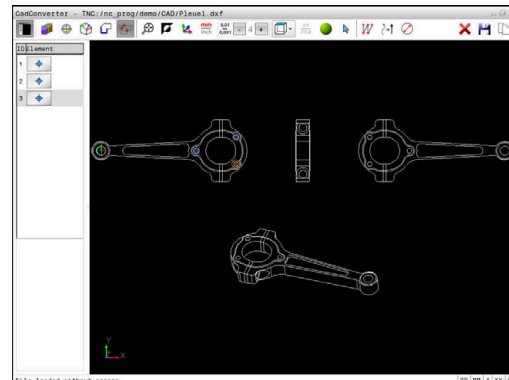 CadConverter - TNC:/nc_prog/demo/CAD/Pleuel.dxf
mm inch 0,01 0,001 - 4 +
ID Element
1
2
3
Y
X
File loaded without errors